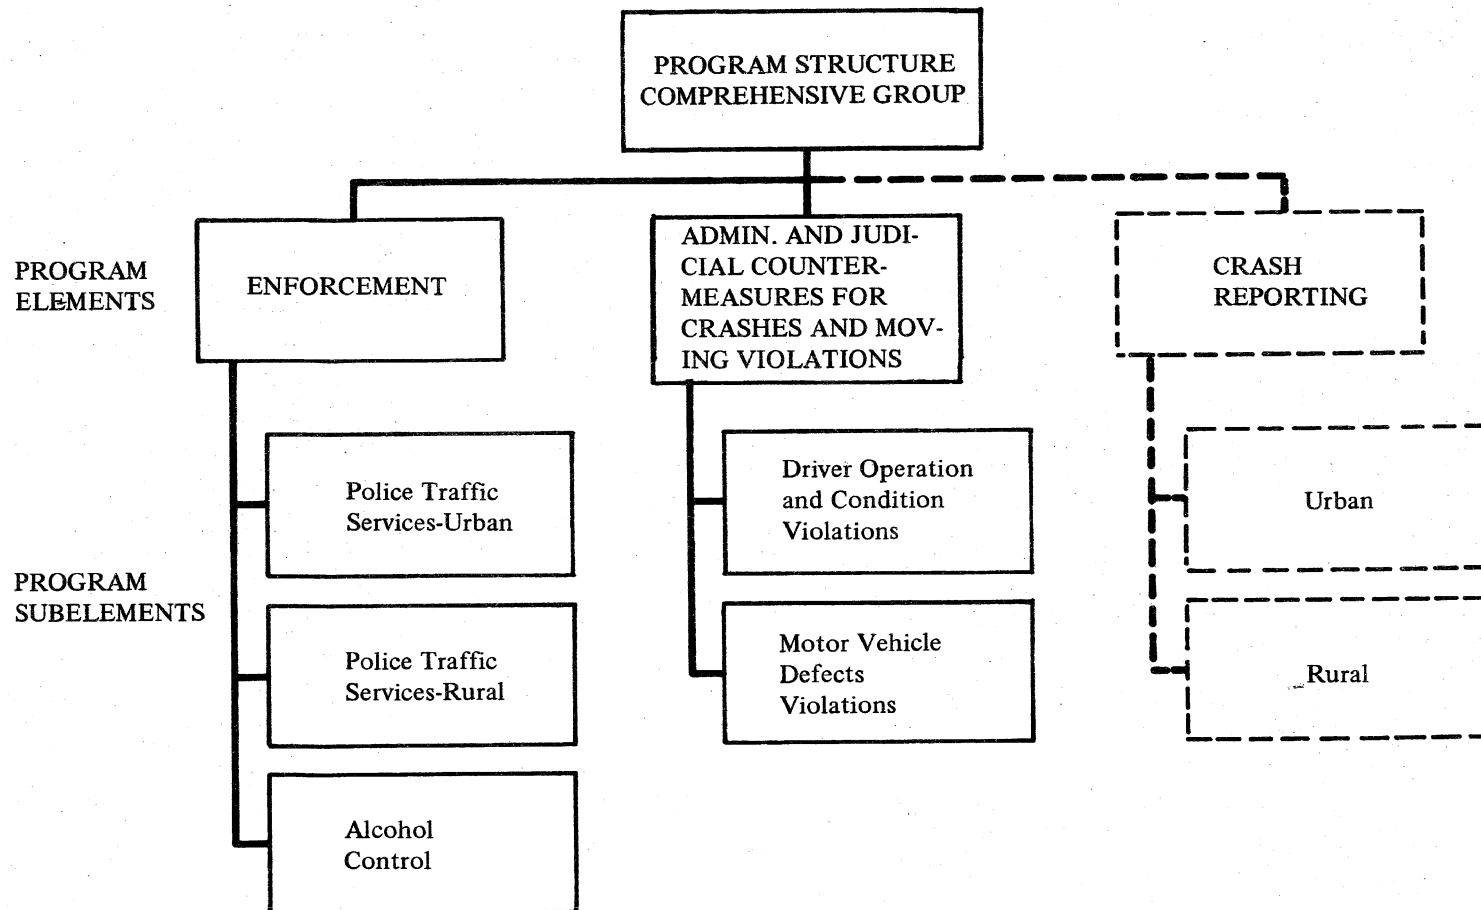 PROGRAM STRUCTURE
COMPREHENSIVE GROUP
PROGRAM
ELEMENTS
ENFORCEMENT
ADMIN. AND JUDI-
CIAL COUNTER-
MEASURES FOR
CRASHES AND MOV-
ING VIOLATIONS
CRASH
REPORTING
PROGRAM
SUBELEMENTS
Police Traffic
Services-Urban
Police Traffic
Services-Rural
Alcohol
Control
Driver Operation
and Condition
Violations
Motor Vehicle
Defects
Violations
Urban
Rural